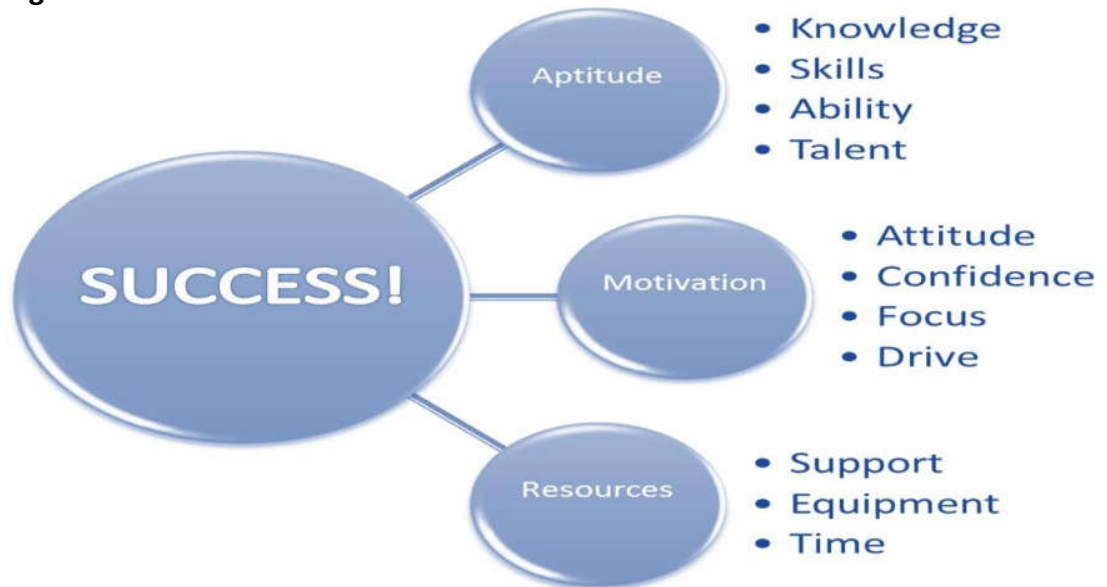 Aptitude
• Knowledge
• Skills
• Ability
• Talent
SUCCESS!
Motivation
• Attitude
• Confidence
• Focus
• Drive
Resources
• Support
• Equipment
• Time